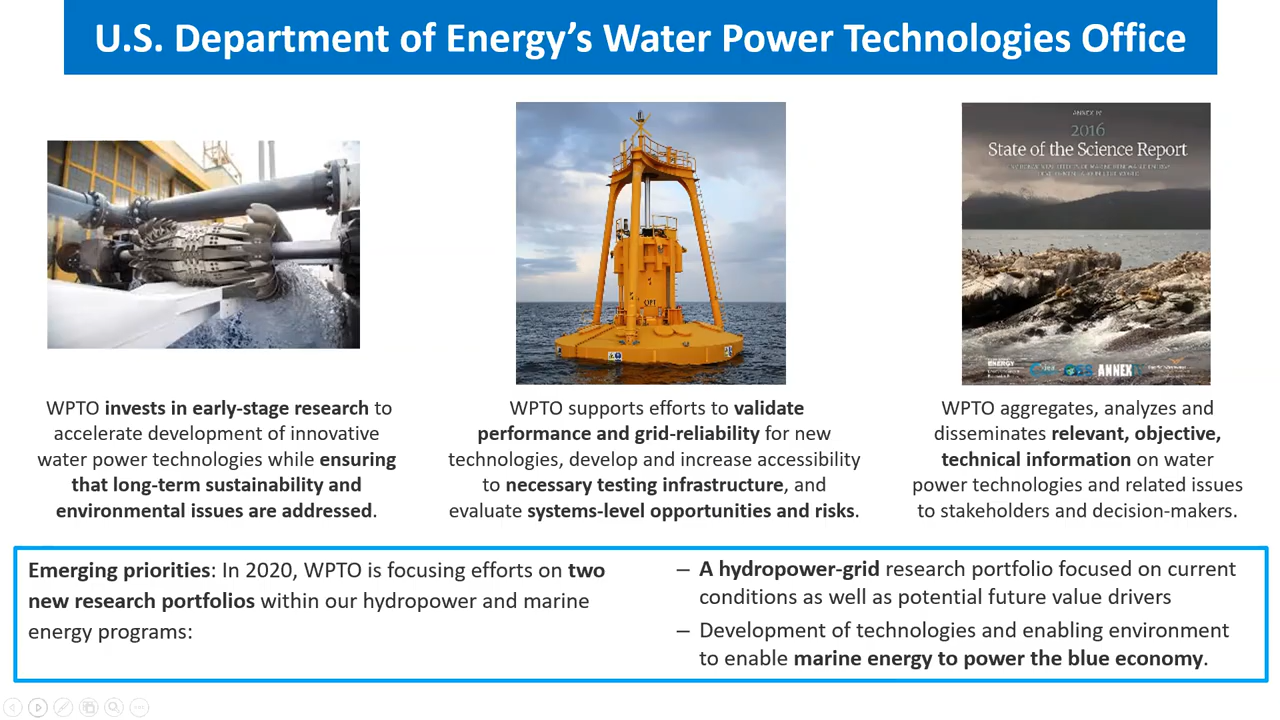 U.S. Department of Energy’s Water Power Technologies Office
ANNEX IV
2016
State of the Science Report
OPT
ENERGY
ANNEX
WPTO invests in early-stage research to
accelerate development of innovative
water power technologies while ensuring
that long-term sustainability and
environmental issues are addressed.
WPTO supports efforts to validate
performance and grid-reliability for new
technologies, develop and increase accessibility
to necessary testing infrastructure, and
evaluate systems-level opportunities and risks.
WPTO aggregates, analyzes and
disseminates relevant, objective,
technical information on water
power technologies and related issues
to stakeholders and decision-makers.
Emerging priorities: In 2020, WPTO is focusing efforts on two
new research portfolios within our hydropower and marine
energy programs:
– A hydropower-grid research portfolio focused on current
conditions as well as potential future value drivers
– Development of technologies and enabling environment
to enable marine energy to power the blue economy.